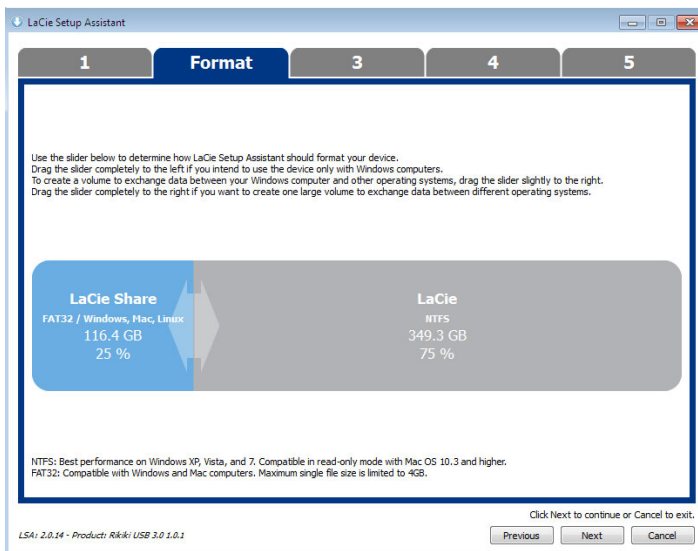 LaCie Setup Assistant
1
Format
3
4
5
Use the slider below to determine how LaCie Setup Assistant should format your device.
Drag the slider completely to the left if you intend to use the device only with Windows computers.
To create a volume to exchange data between your Windows computer and other operating systems, drag the slider slightly to the right.
Drag the slider completely to the right if you want to create one large volume to exchange data between different operating systems.
LaCie Share
FAT32 / Windows, Mac, Linux
116.4 GB
25 %
LaCie
NTFS
349.3 GB
75 %
NTFS: Best performance on Windows XP, Vista, and 7. Compatible in read-only mode with Mac OS 10.3 and higher.
FAT32: Compatible with Windows and Mac computers. Maximum single file size is limited to 4GB.
Click Next to continue or Cancel to exit.
LSA: 2.0.14 - Product: Rikiki USB 3.0 1.0.1
Previous
Next
Cancel